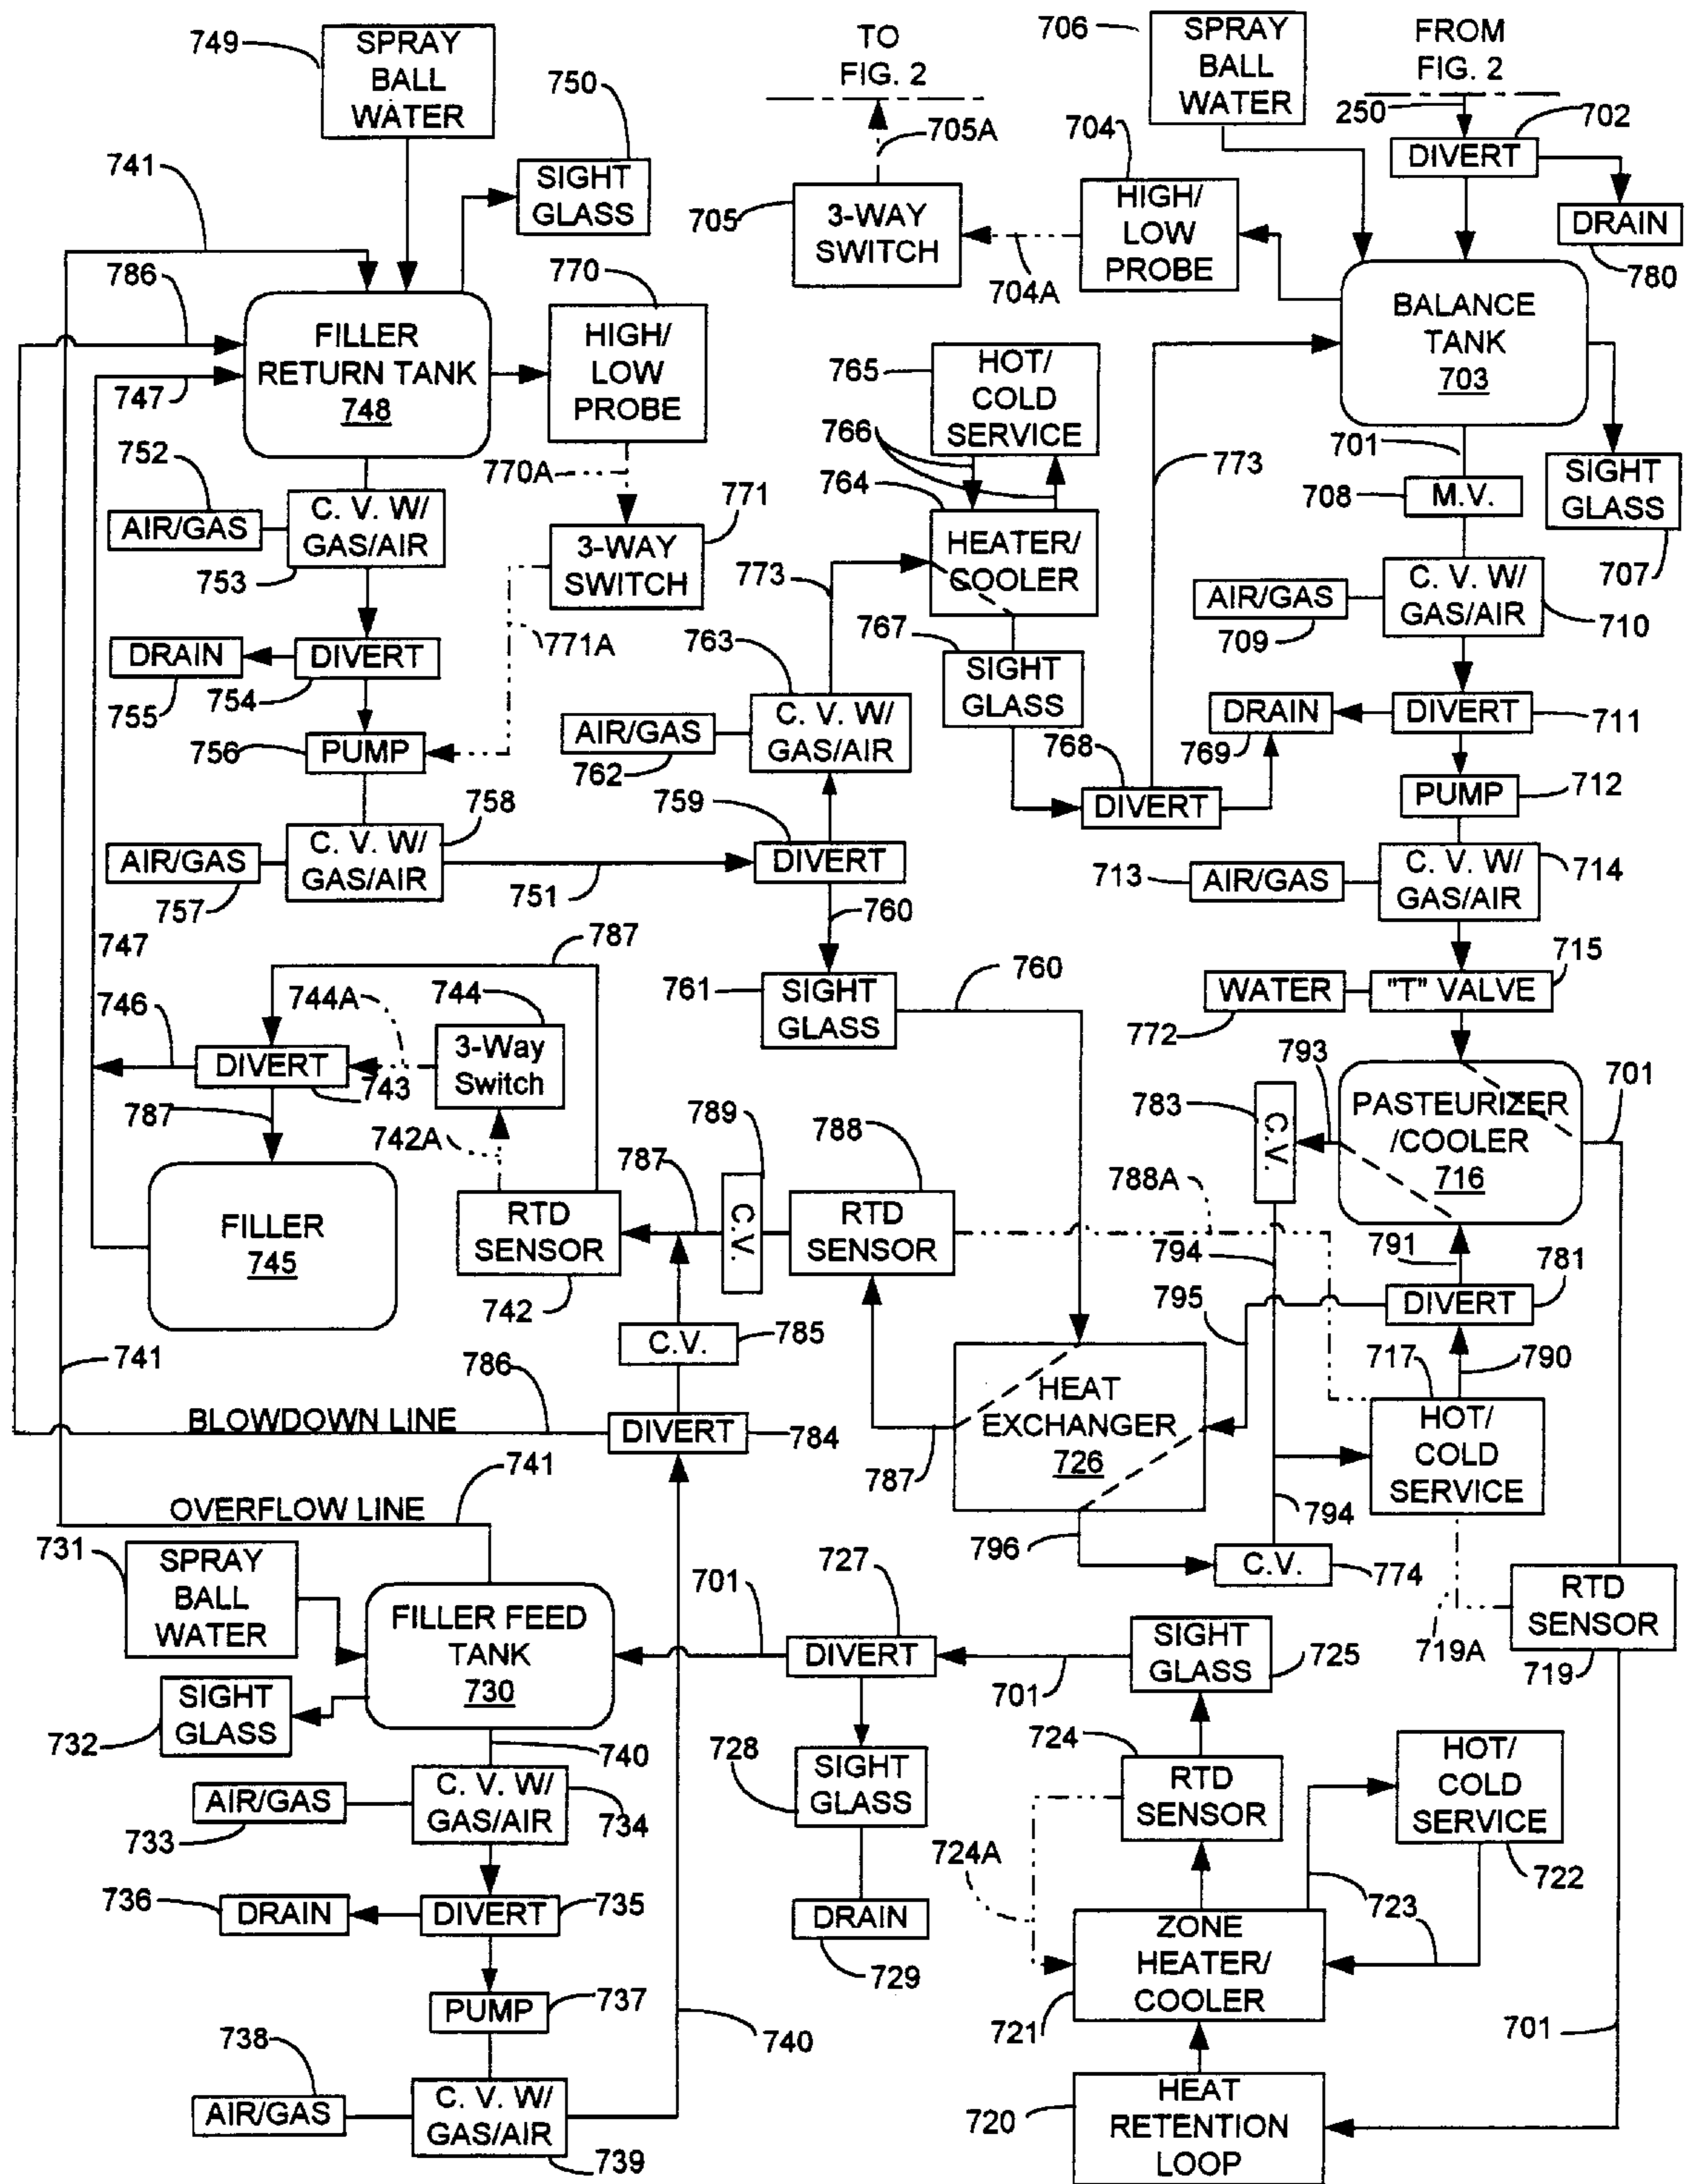 749
SPRAY
BALL
WATER
750
SIGHT
GLASS
741
786
747
FILLER
RETURN TANK
748
770
HIGH/
LOW
PROBE
770A
752
AIR/GAS
C. V. W/
GAS/AIR
753
771
3-WAY
SWITCH
771A
DRAIN
755
DIVERT
754
756
PUMP
758
AIR/GAS
757
C. V. W/
GAS/AIR
751
TO
FIG. 2
705A
705
3-WAY
SWITCH
704A
704
HIGH/
LOW
PROBE
706
SPRAY
BALL
WATER
FROM
FIG. 2
250
702
DIVERT
DRAIN
780
BALANCE
TANK
703
701
708
M.V.
SIGHT
GLASS
707
AIR/GAS
709
C. V. W/
GAS/AIR
710
DRAIN
769
DIVERT
711
PUMP
712
713
AIR/GAS
C. V. W/
GAS/AIR
714
715
WATER
772
"T" VALVE
765
HOT/
COLD
SERVICE
766
764
HEATER/
COOLER
773
773
767
SIGHT
GLASS
763
AIR/GAS
762
C. V. W/
GAS/AIR
768
DIVERT
759
DIVERT
760
761
SIGHT
GLASS
760
747
787
746
744A
744
3-Way
Switch
DIVERT
743
787
742A
FILLER
745
RTD
SENSOR
742
787
789
C.V.
788
RTD
SENSOR
788A
793
783
C.V.
PASTEURIZER
/COOLER
716
701
791
781
DIVERT
794
795
790
717
HOT/
COLD
SERVICE
794
719A
RTD
SENSOR
719
C.V.
785
741
786
BLOWDOWN LINE
DIVERT
784
787
HEAT
EXCHANGER
726
796
C.V.
774
741
OVERFLOW LINE
731
SPRAY
BALL
WATER
FILLER FEED
TANK
730
SIGHT
GLASS
732
740
AIR/GAS
733
C. V. W/
GAS/AIR
734
736
DRAIN
DIVERT
735
PUMP
737
738
AIR/GAS
C. V. W/
GAS/AIR
739
740
701
727
DIVERT
701
SIGHT
GLASS
725
728
SIGHT
GLASS
DRAIN
729
724
RTD
SENSOR
724A
HOT/
COLD
SERVICE
722
723
ZONE
HEATER/
COOLER
721
701
720
HEAT
RETENTION
LOOP